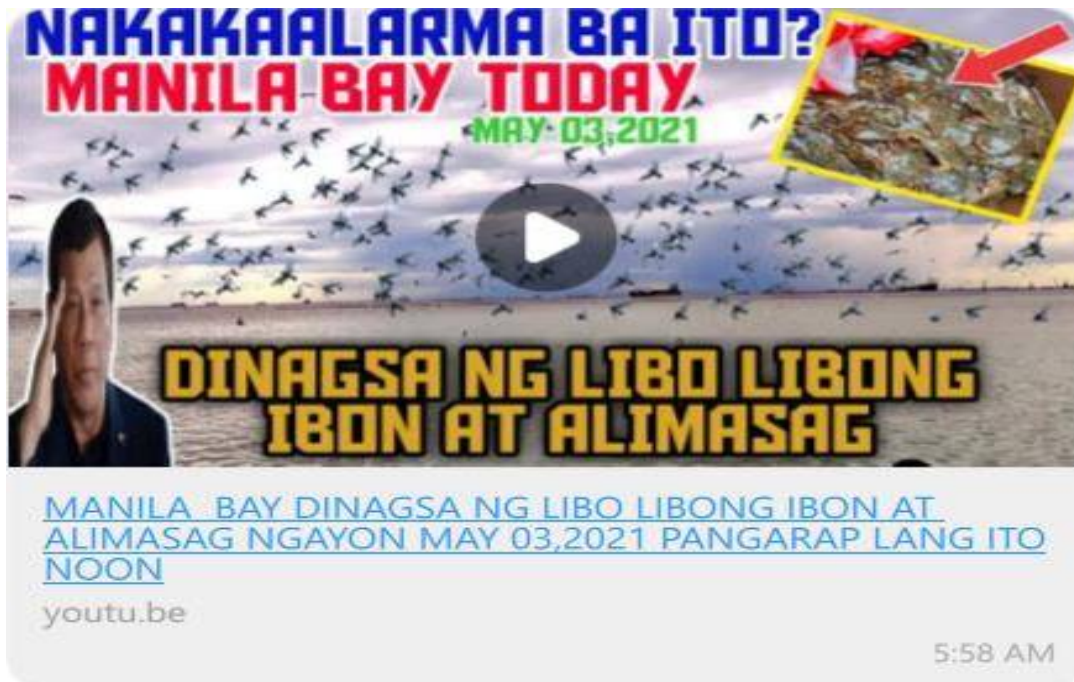 NAKAKAALARMA BA ITO?
MANILA BAY TODAY
MAY 03,2021
DINAGSA NG LIBO LIBONG
IBON AT ALIMASAG
MANILA BAY DINAGSA NG LIBO LIBONG IBON AT
ALIMASAG NGAYON MAY 03,2021 PANGARAP LANG ITO
NOON
youtu.be
5:58 AM